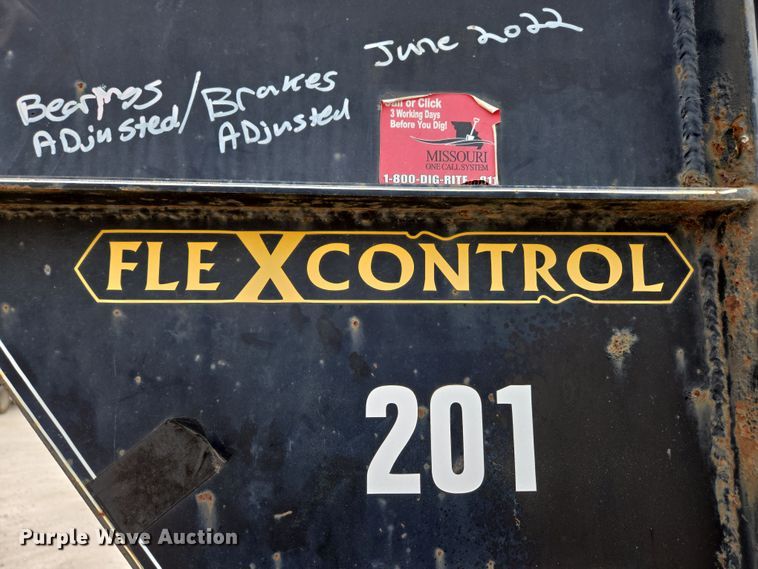 June 2022
Bearings / Brakes
ADjusted ADjusted
or Click
3 Working Days
Before You Dig!
MISSOURI
ONE CALL SYSTEM
1-800-DIG-RITE 811
FLEXCONTROL
201
Purple Wave Auction®